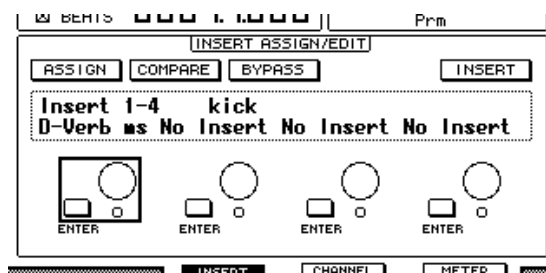 BEATS Prm
INSERT ASSIGN/EDIT
ASSIGN COMPARE BYPASS INSERT
Insert 1-4 kick
D-Verb ms No Insert No Insert No Insert
ENTER ENTER ENTER ENTER
INSERT CHANNEL METER